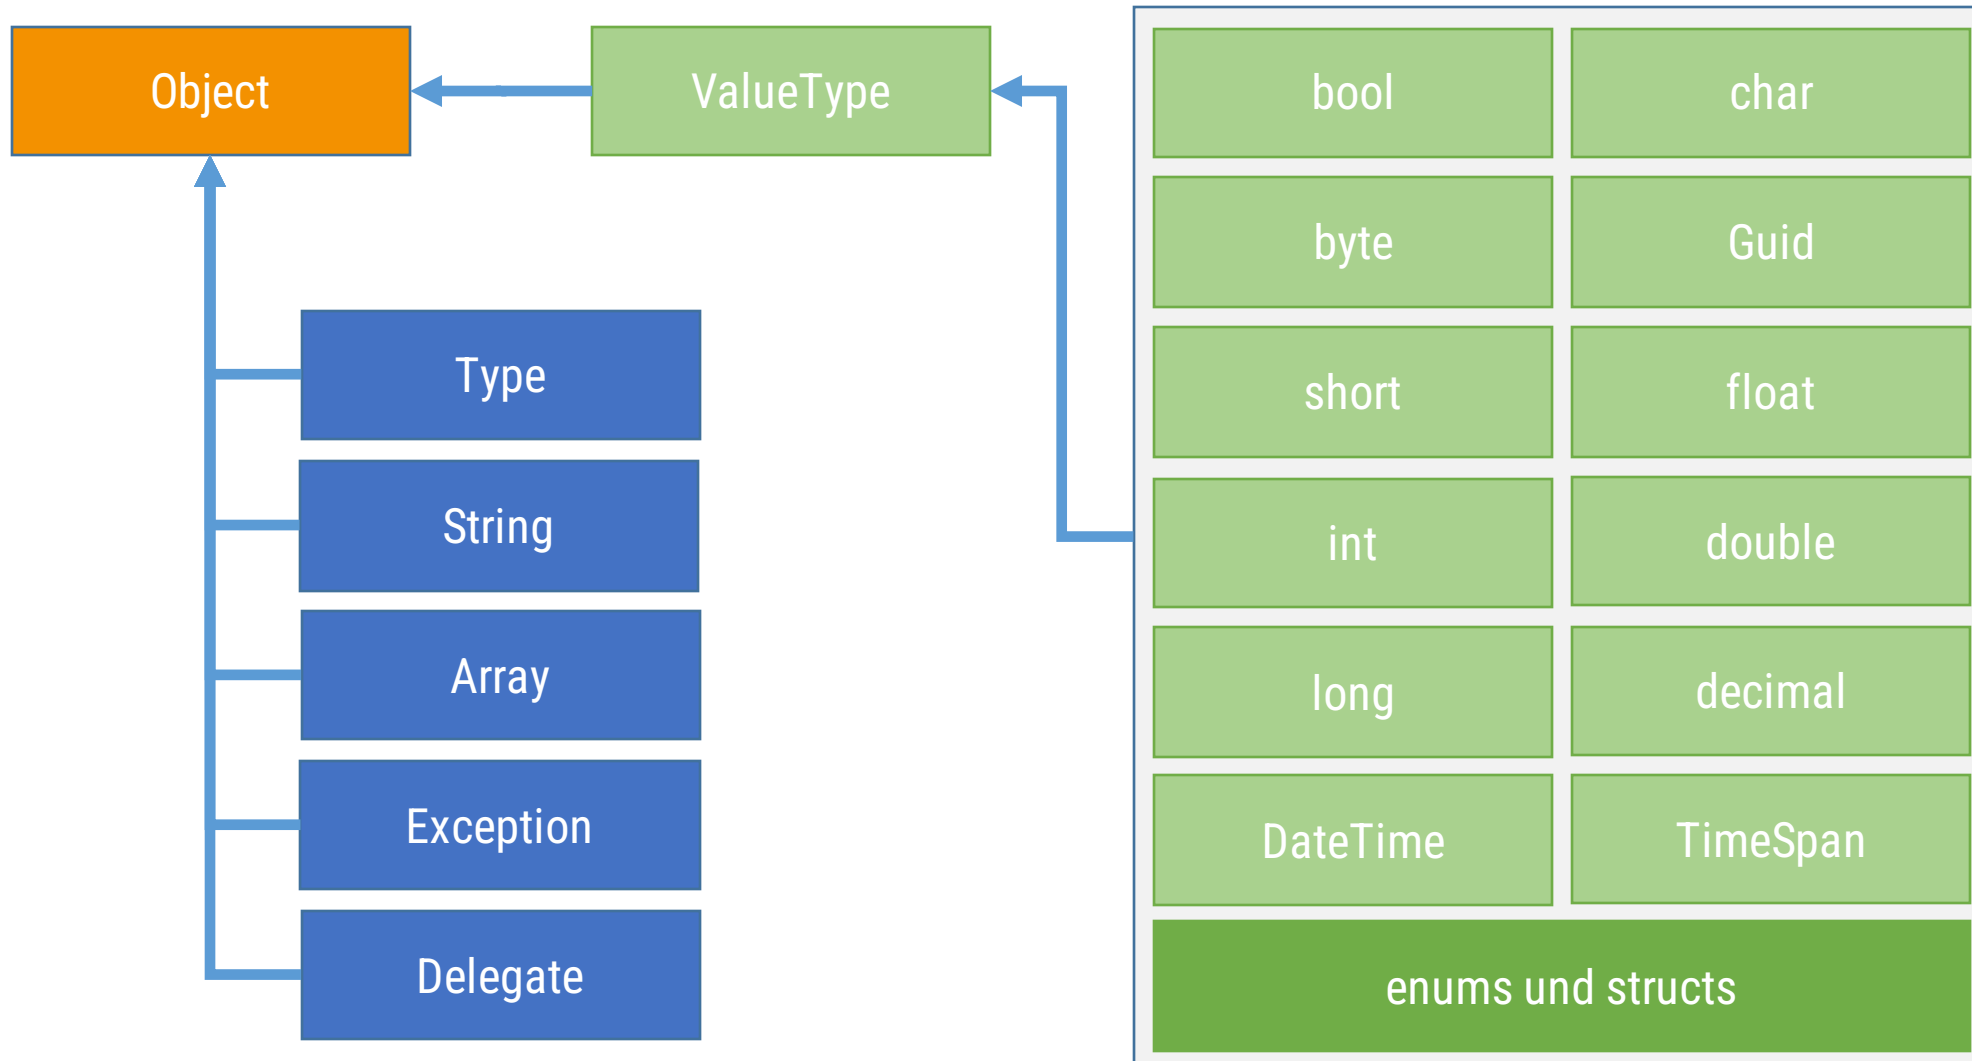 Object
ValueType
bool
char
byte
Guid
short
float
int
double
long
decimal
DateTime
TimeSpan
enums und structs
Type
String
Array
Exception
Delegate